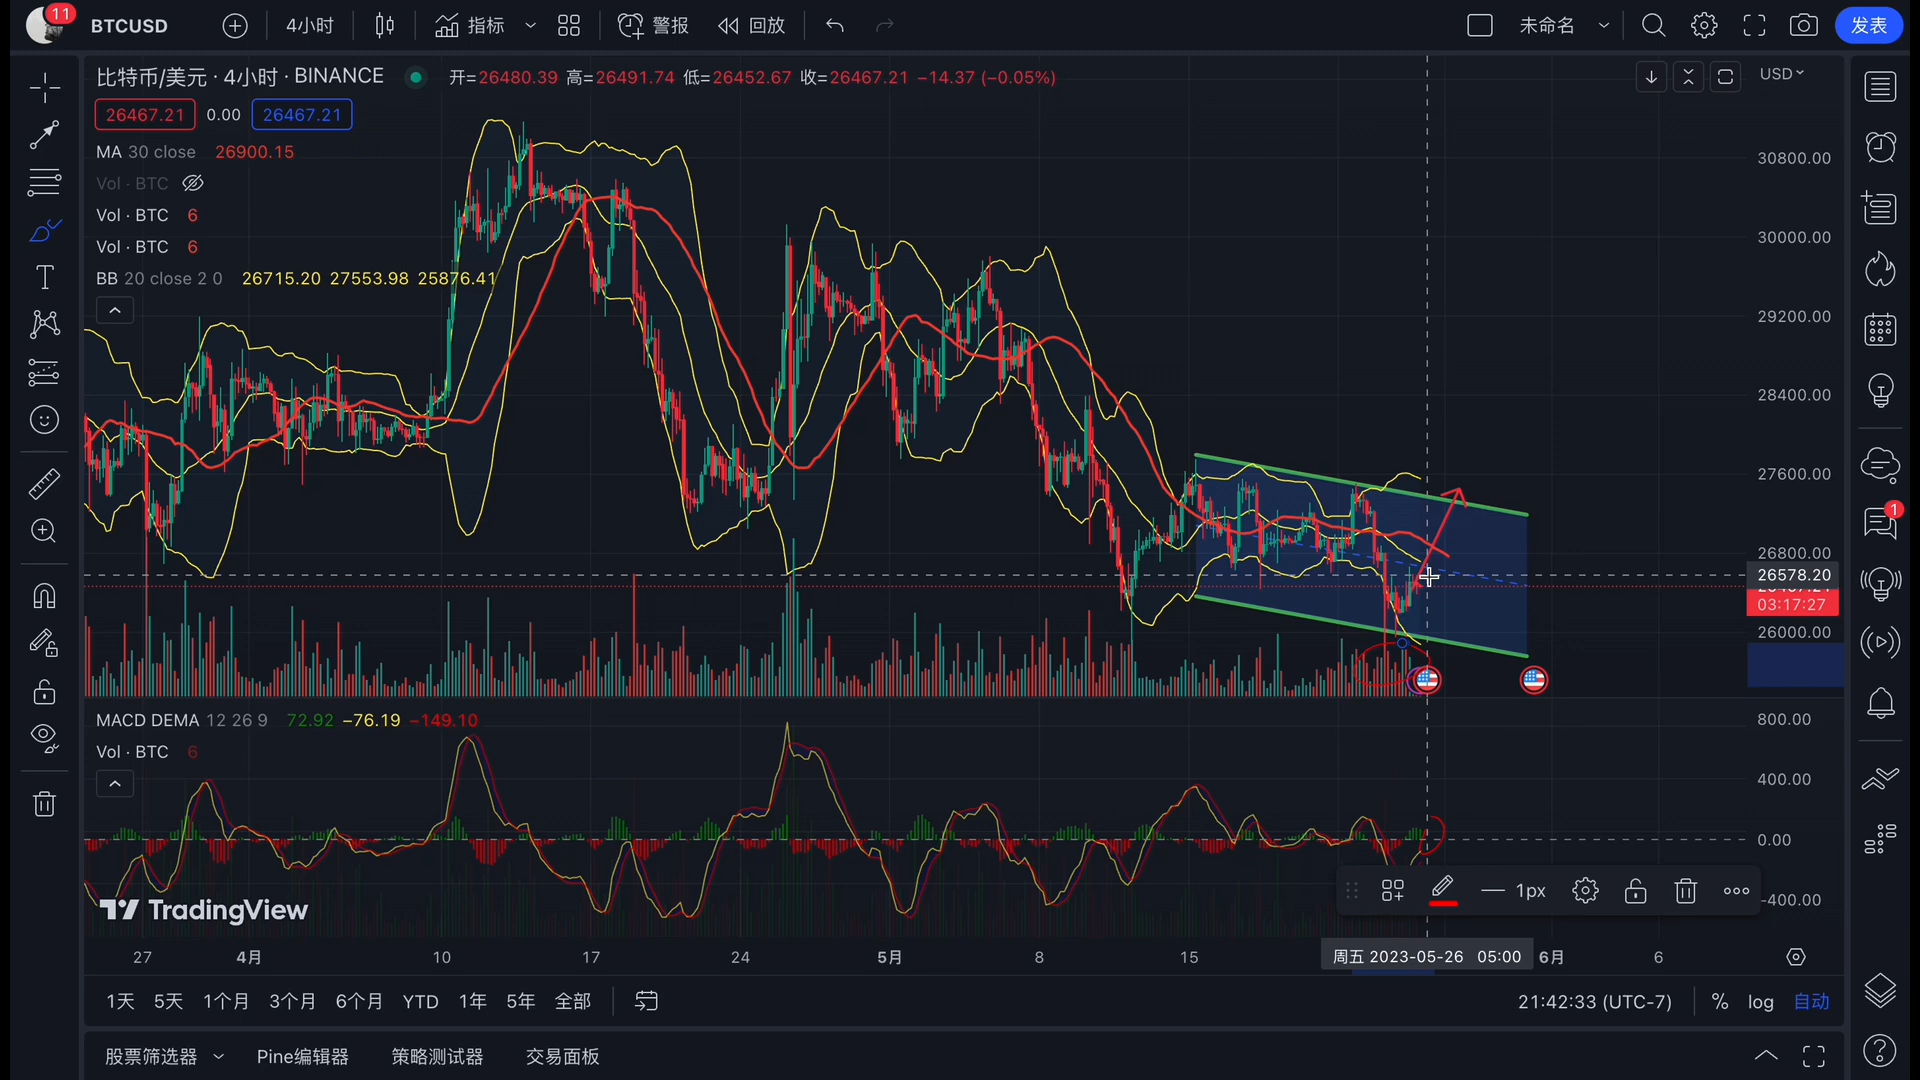 11
BTCUSD
4小时
指标
警报
回放
未命名
发表
比特币/美元 · 4小时 · BINANCE
开=26480.39 高=26491.74 低=26452.67 收=26467.21 −14.37 (−0.05%)
USD
26467.21 0.00 26467.21
MA 30 close 26900.15
Vol · BTC
Vol · BTC 6
Vol · BTC 6
BB 20 close 2 0 26715.20 27553.98 25876.41
30800.00
30000.00
29200.00
28400.00
27600.00
26800.00
26578.20
03:17:27
26000.00
1
MACD DEMA 12 26 9 72.92 −76.19 −149.10
Vol · BTC 6
800.00
400.00
0.00
-400.00
1px
TradingView
27 4月 10 17 24 5月 8 15 周五 2023-05-26 05:00 6月 6
1天 5天 1个月 3个月 6个月 YTD 1年 5年 全部
21:42:33 (UTC-7) % log 自动
股票筛选器 Pine编辑器 策略测试器 交易面板